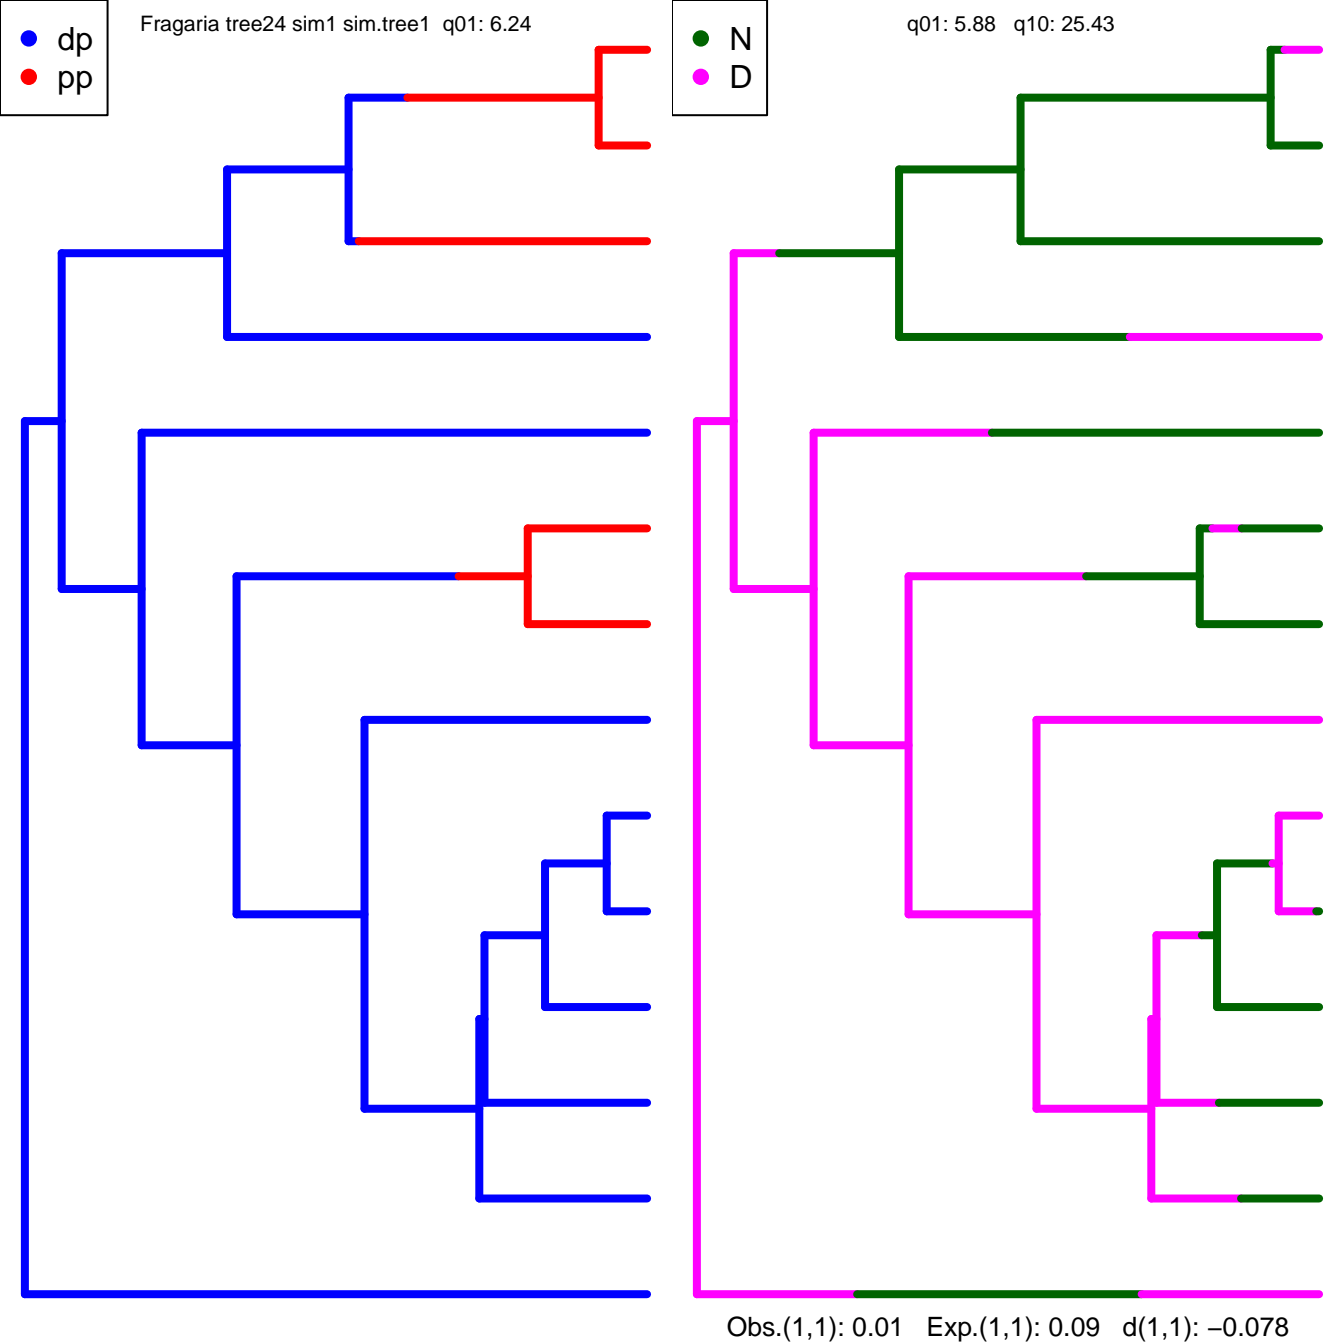 Fragaria tree24 sim1 sim.tree1  q01: 6.24
dp
pp
q01: 5.88   q10: 25.43
N
D
Obs.(1,1): 0.01   Exp.(1,1): 0.09   d(1,1): −0.078